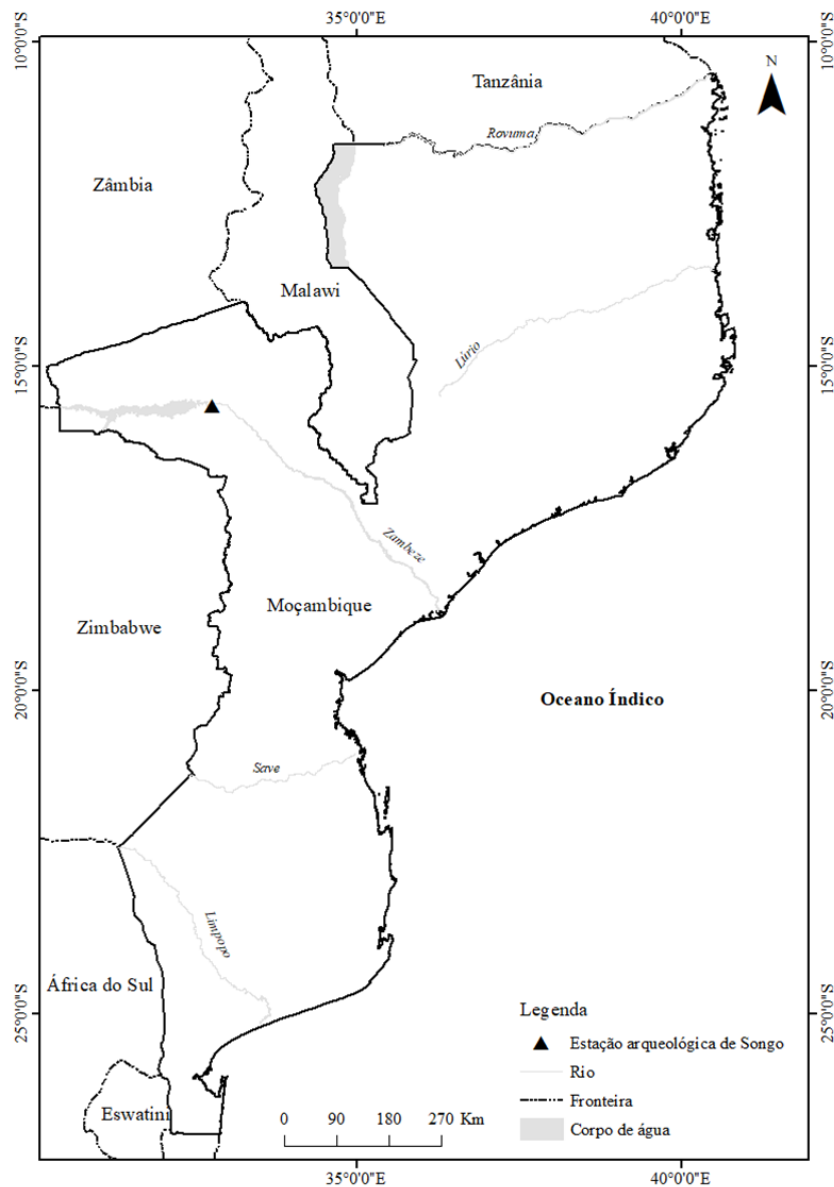 35°0'0"E 40°0'0"E
10°0'0"S 10°0'0"S
N
Tanzânia
Rovuma
Zâmbia
Malawi
Lúrio
15°0'0"S 15°0'0"S
Zambeze
Moçambique
Zimbabwe
20°0'0"S 20°0'0"S
Oceano Índico
Save
Limpopo
África do Sul
25°0'0"S 25°0'0"S
Legenda
Estação arqueológica de Songo
Rio
Fronteira
Corpo de água
Eswatini
0 90 180 270 Km
35°0'0"E 40°0'0"E